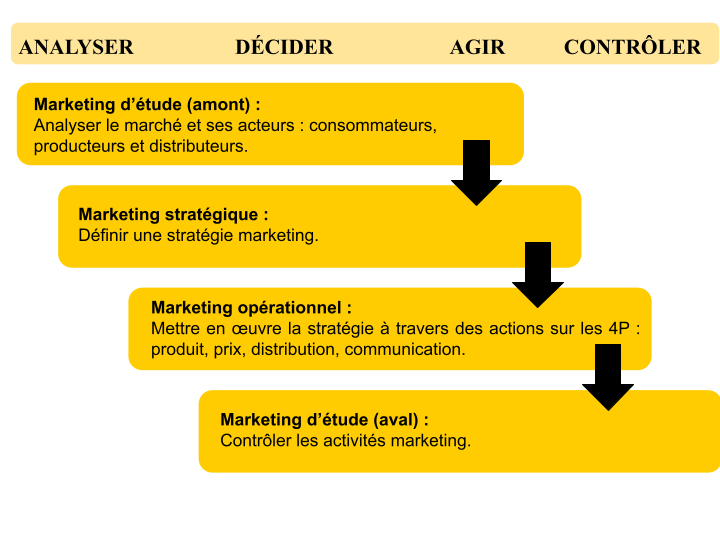 ANALYSER DÉCIDER AGIR CONTRÔLER
Marketing d’étude (amont) :
Analyser le marché et ses acteurs : consommateurs,
producteurs et distributeurs.
Marketing stratégique :
Définir une stratégie marketing.
Marketing opérationnel :
Mettre en œuvre la stratégie à travers des actions sur les 4P :
produit, prix, distribution, communication.
Marketing d’étude (aval) :
Contrôler les activités marketing.